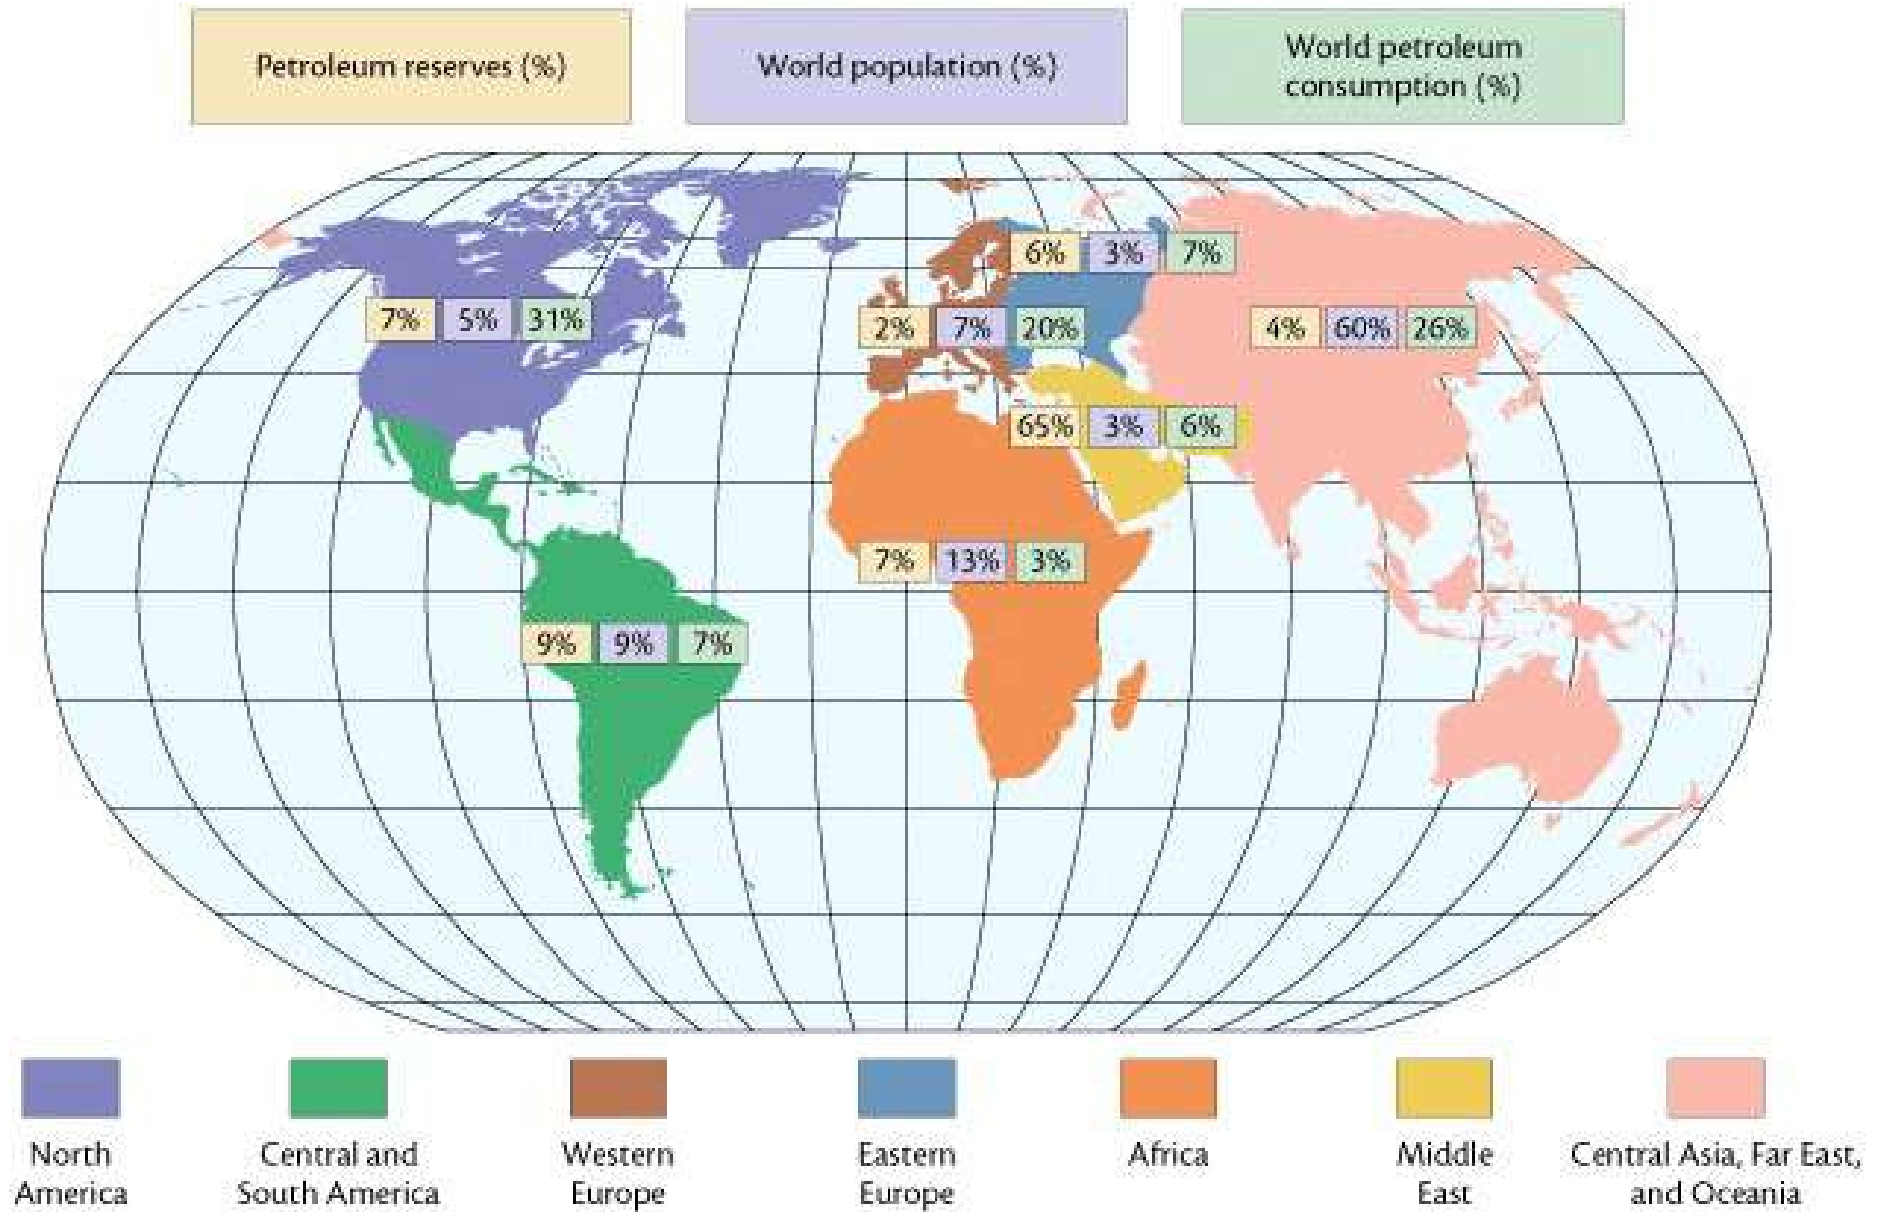 Petroleum reserves (%)
World population (%)
World petroleum
consumption (%)
6% 3% 7%
7% 5% 31%
2% 7% 20%
4% 60% 26%
65% 3% 6%
7% 13% 3%
9% 9% 7%
North
America
Central and
South America
Western
Europe
Eastern
Europe
Africa
Middle
East
Central Asia, Far East,
and Oceania